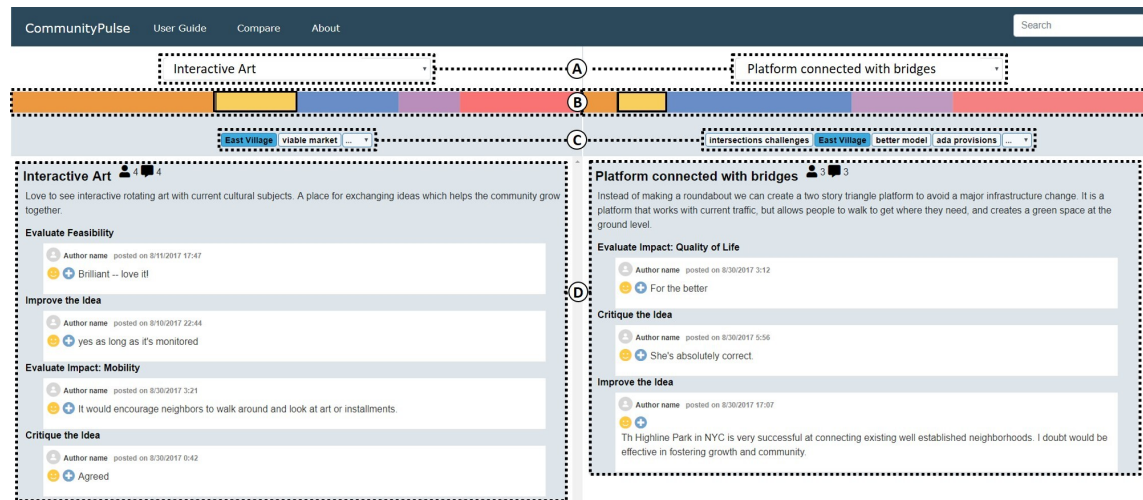 CommunityPulse User Guide Compare About Search
Interactive Art A Platform connected with bridges
B
East Village viable market ... C intersections challenges East Village better model ada provisions ...
Interactive Art 4 4
Love to see interactive rotating art with current cultural subjects. A place for exchanging ideas which helps the community grow
together.
Evaluate Feasibility
Author name posted on 8/11/2017 17:47
Brilliant -- love it!
Improve the Idea
Author name posted on 8/10/2017 22:44
yes as long as it's monitored
Evaluate Impact: Mobility
Author name posted on 8/30/2017 3:21
It would encourage neighbors to walk around and look at art or installments.
Critique the Idea
Author name posted on 8/30/2017 0:42
Agreed
D
Platform connected with bridges 3 3
Instead of making a roundabout we can create a two story triangle platform to avoid a major infrastructure change. It is a
platform that works with current traffic, but allows people to walk to get where they need, and creates a green space at the
ground level.
Evaluate Impact: Quality of Life
Author name posted on 8/30/2017 3:12
For the better
Critique the Idea
Author name posted on 8/30/2017 5:56
She's absolutely correct.
Improve the Idea
Author name posted on 8/30/2017 17:07
Th Highline Park in NYC is very successful at connecting existing well established neighborhoods. I doubt would be
effective in fostering growth and community.